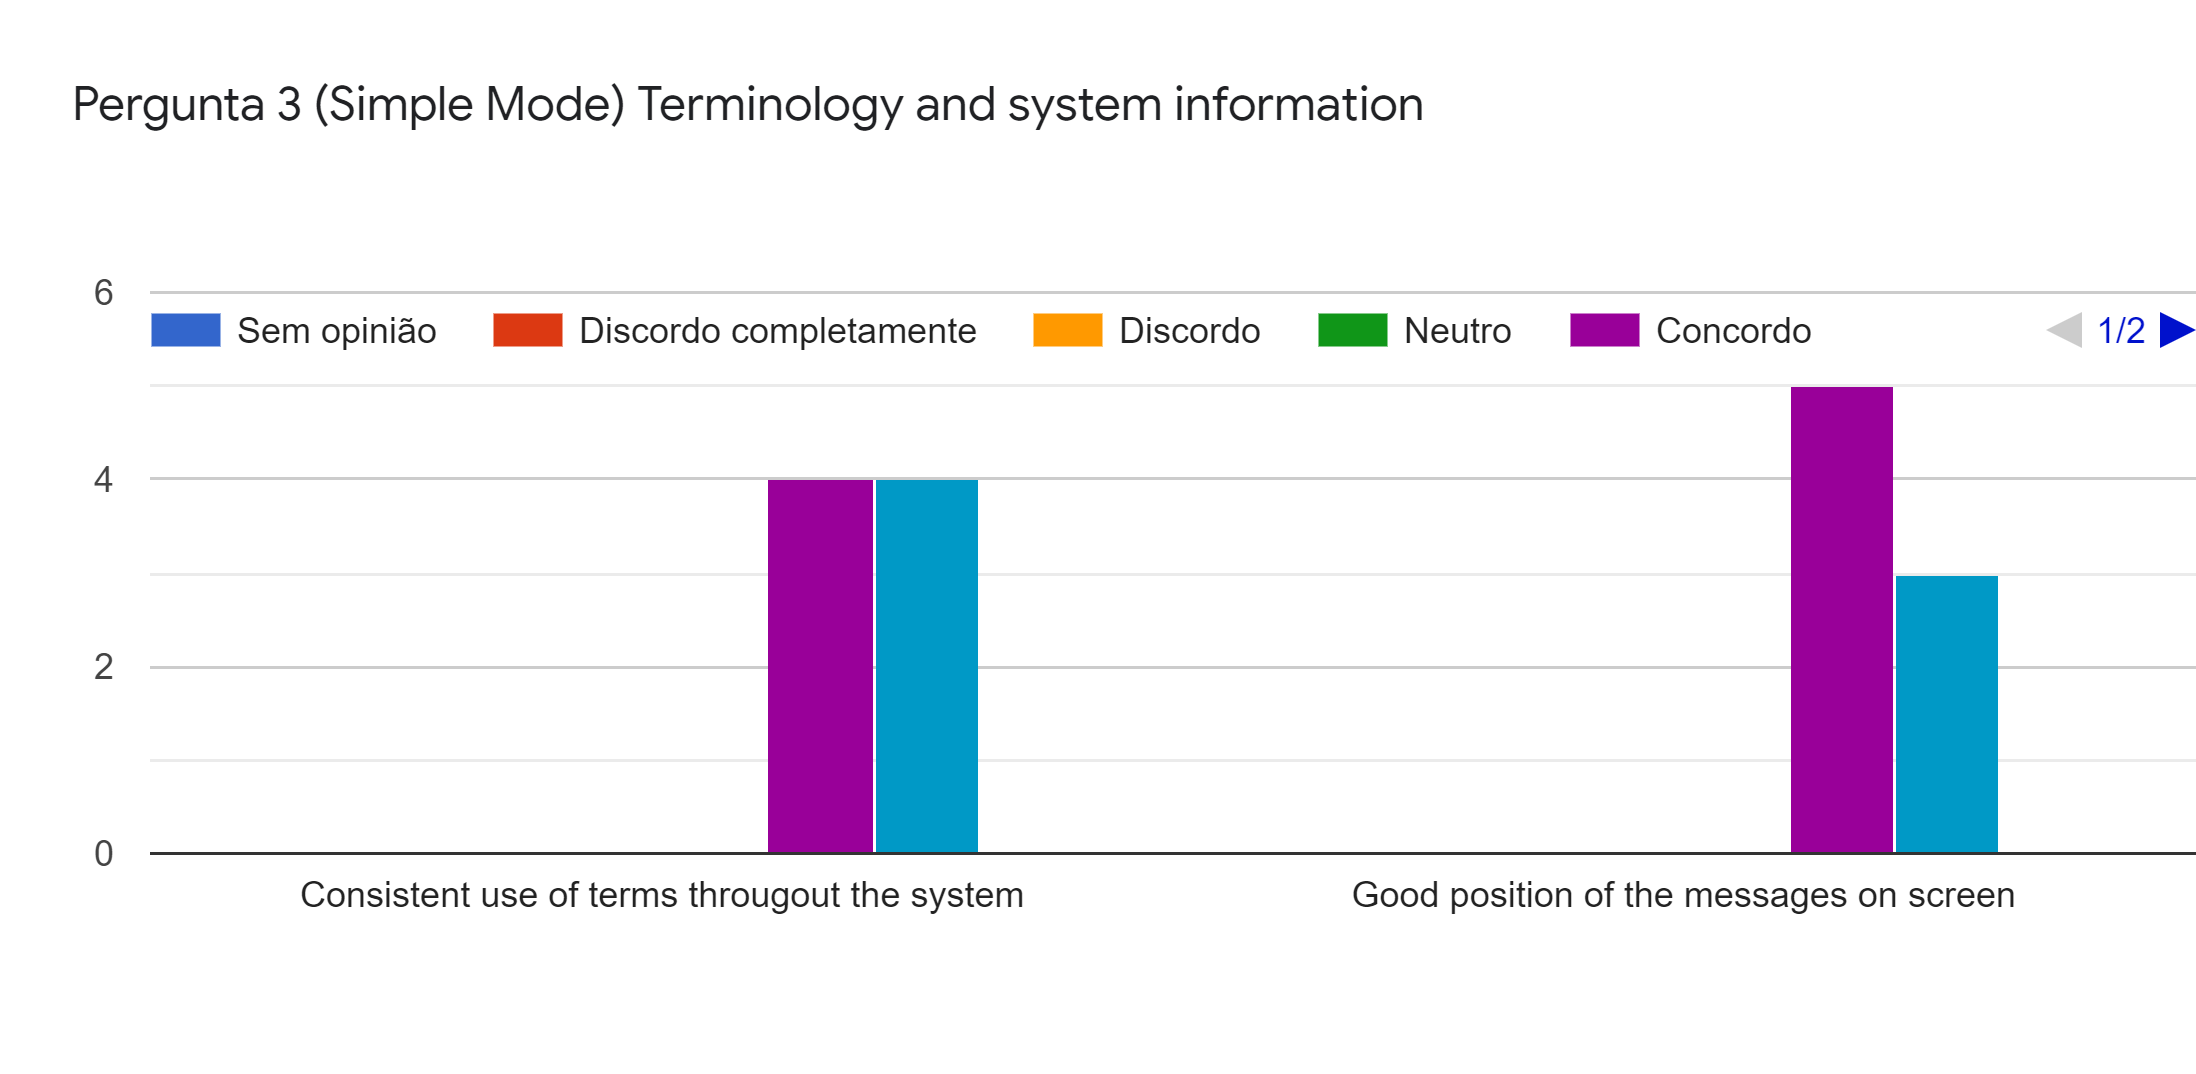 Pergunta 3 (Simple Mode) Terminology and system information
6
Sem opinião Discordo completamente Discordo Neutro Concordo 1/2
4
2
0
Consistent use of terms througout the system Good position of the messages on screen